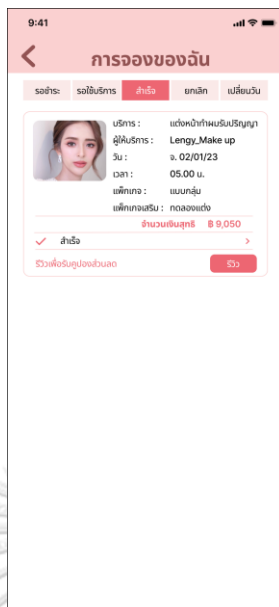 9:41
การจองของฉัน
รอชำระ รอใช้บริการ สำเร็จ ยกเลิก เปลี่ยนวัน
บริการ : แต่งหน้าทำผมรับปริญญา
ผู้ให้บริการ : Lengy_Make up
วัน : จ. 02/01/23
เวลา : 05.00 น.
แพ็กเกจ : แบบกลุ่ม
แพ็กเกจเสริม : ทดลองแต่ง
จำนวนเงินสุทธิ ฿ 9,050
สำเร็จ
รีวิวเพื่อรับคูปองส่วนลด รีวิว